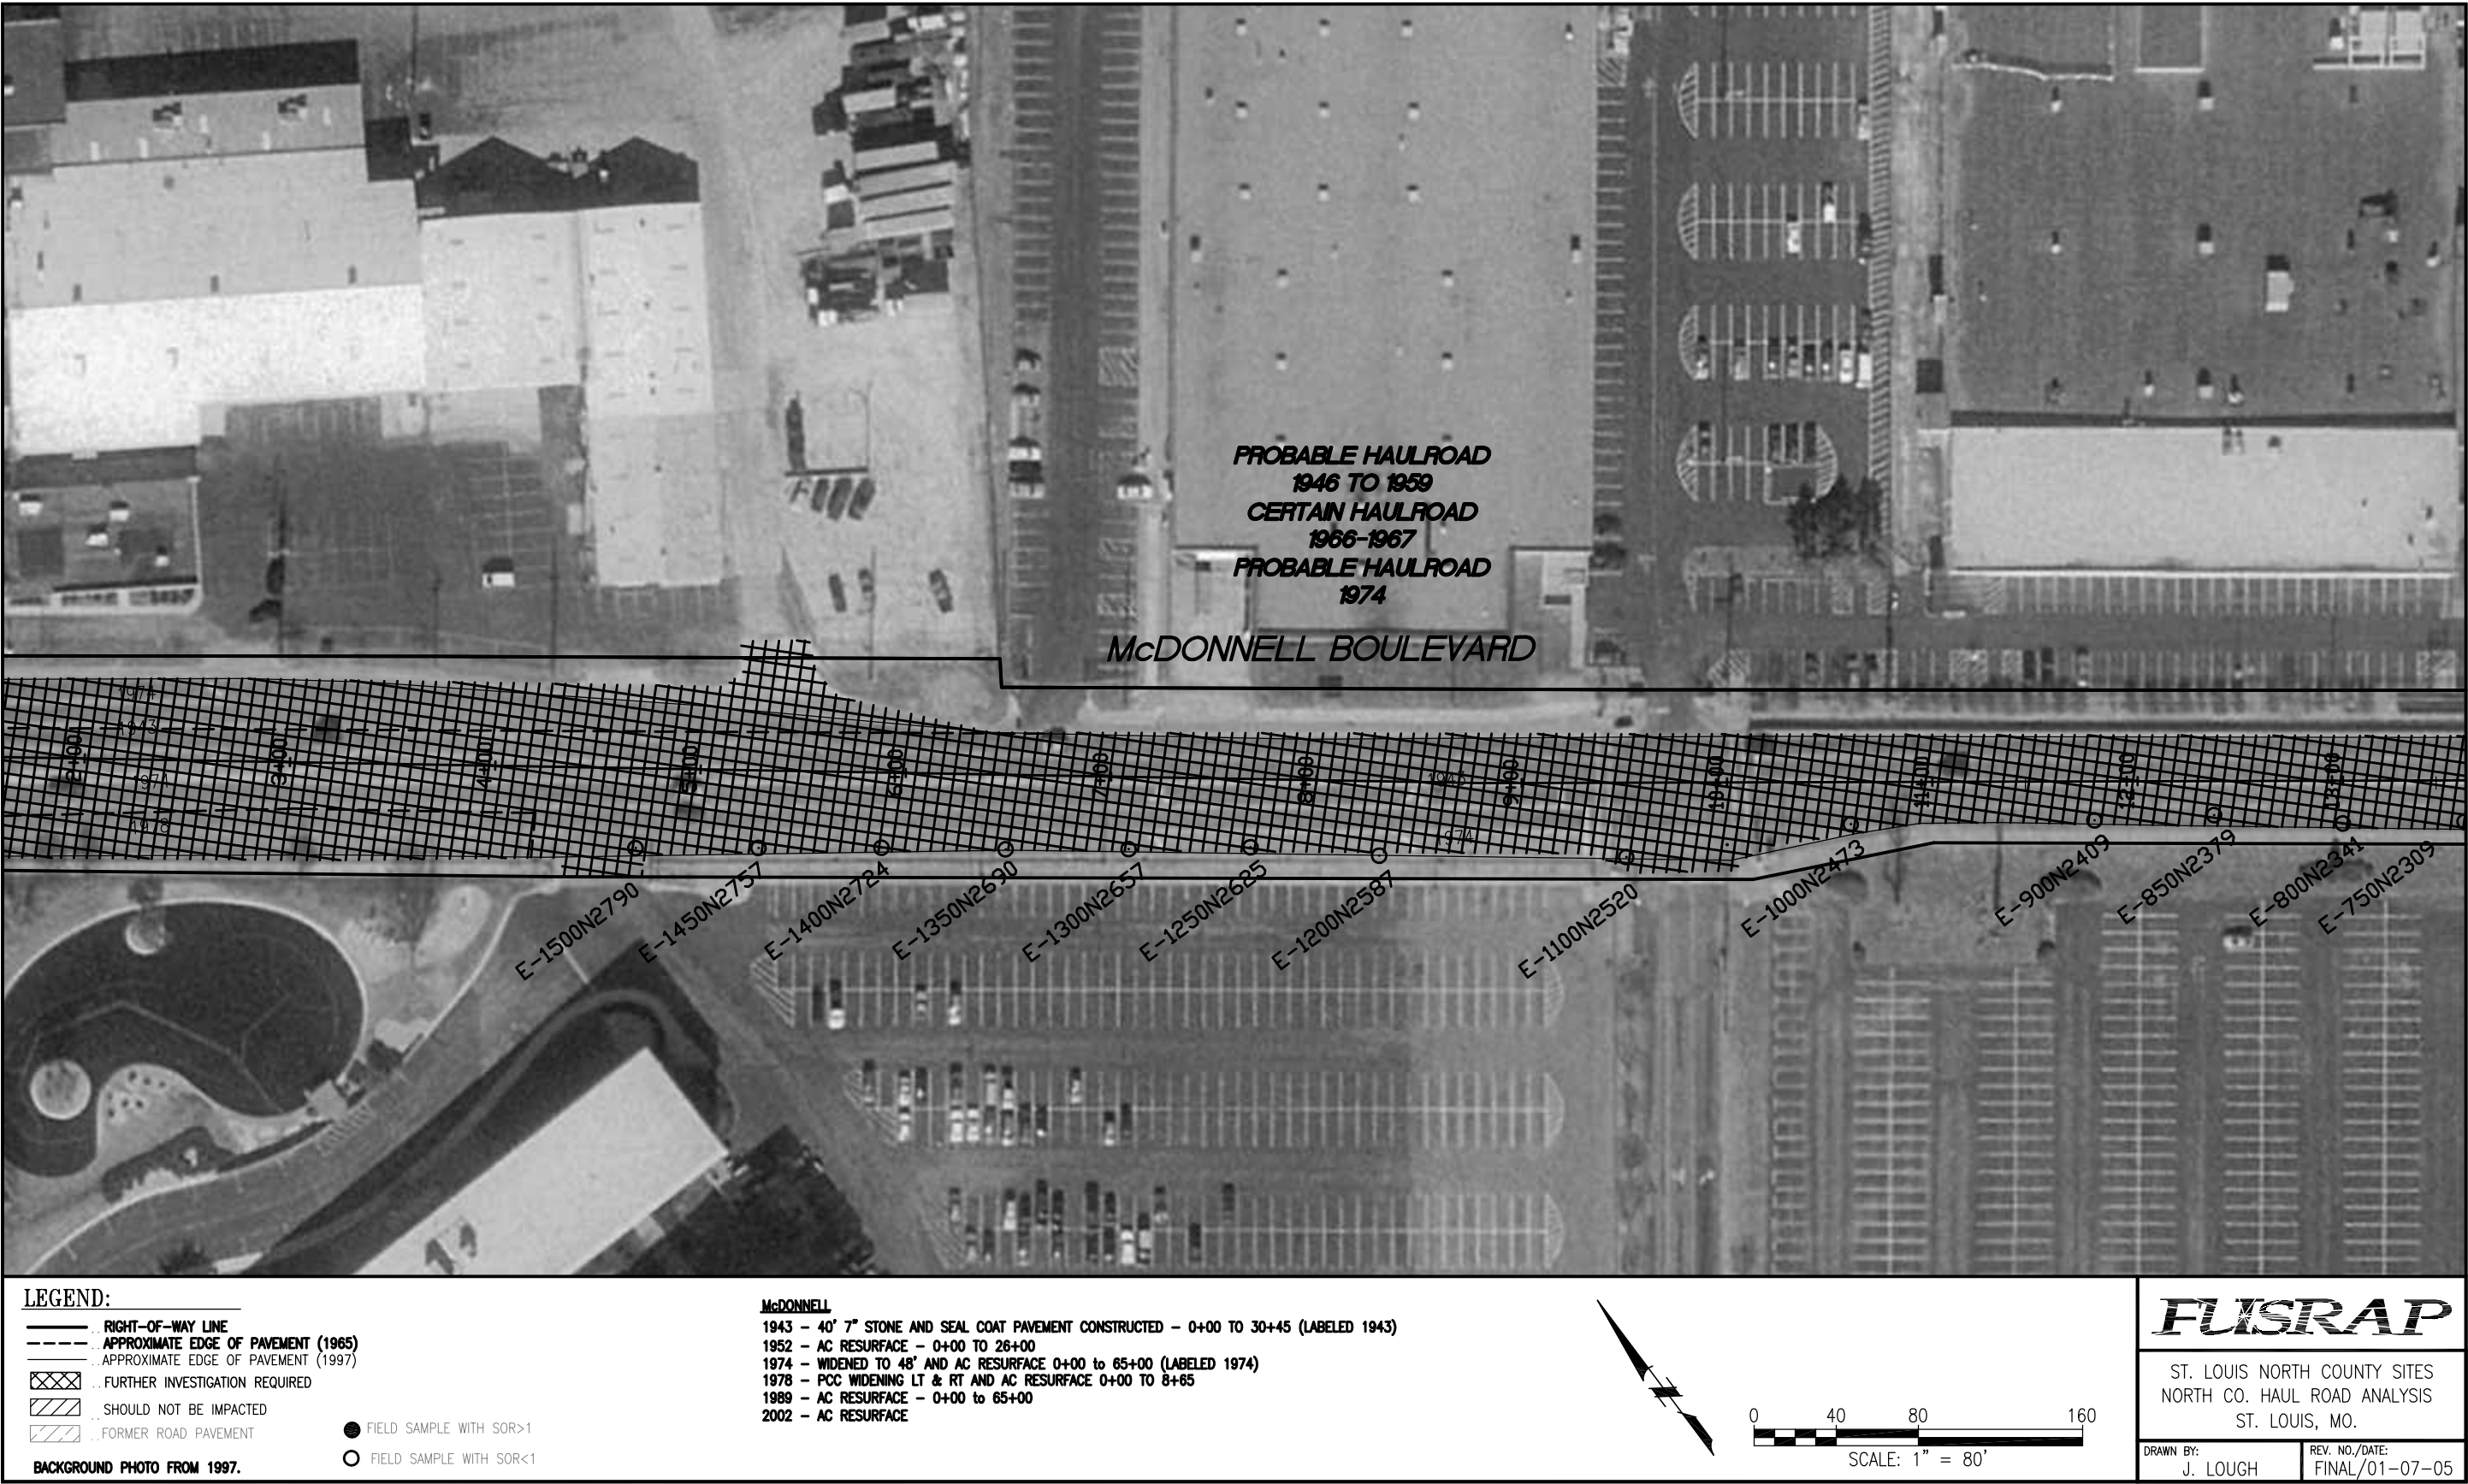 PROBABLE HAULROAD
1946 TO 1959
CERTAIN HAULROAD
1966-1967
PROBABLE HAULROAD
1974
McDONNELL BOULEVARD
1974
1943
1974
1978
1943
1974
2+00
3+00
4+00
5+00
6+00
7+00
8+00
9+00
10+00
11+00
12+00
13+00
E-1500N2790
E-1450N2757
E-1400N2724
E-1350N2690
E-1300N2657
E-1250N2625
E-1200N2587
E-1100N2520
E-1000N2473
E-900N2409
E-850N2379
E-800N2341
E-750N2309
LEGEND:
RIGHT-OF-WAY LINE
APPROXIMATE EDGE OF PAVEMENT (1965)
APPROXIMATE EDGE OF PAVEMENT (1997)
FURTHER INVESTIGATION REQUIRED
SHOULD NOT BE IMPACTED
FORMER ROAD PAVEMENT
FIELD SAMPLE WITH SOR>1
FIELD SAMPLE WITH SOR<1
BACKGROUND PHOTO FROM 1997.
McDONNELL
1943 - 40' 7" STONE AND SEAL COAT PAVEMENT CONSTRUCTED - 0+00 TO 30+45 (LABELED 1943)
1952 - AC RESURFACE - 0+00 TO 26+00
1974 - WIDENED TO 48' AND AC RESURFACE 0+00 to 65+00 (LABELED 1974)
1978 - PCC WIDENING LT & RT AND AC RESURFACE 0+00 TO 8+65
1989 - AC RESURFACE - 0+00 to 65+00
2002 - AC RESURFACE
0 40 80 160
SCALE: 1" = 80'
FUSRAP
ST. LOUIS NORTH COUNTY SITES
NORTH CO. HAUL ROAD ANALYSIS
ST. LOUIS, MO.
DRAWN BY:
J. LOUGH
REV. NO./DATE:
FINAL/01-07-05